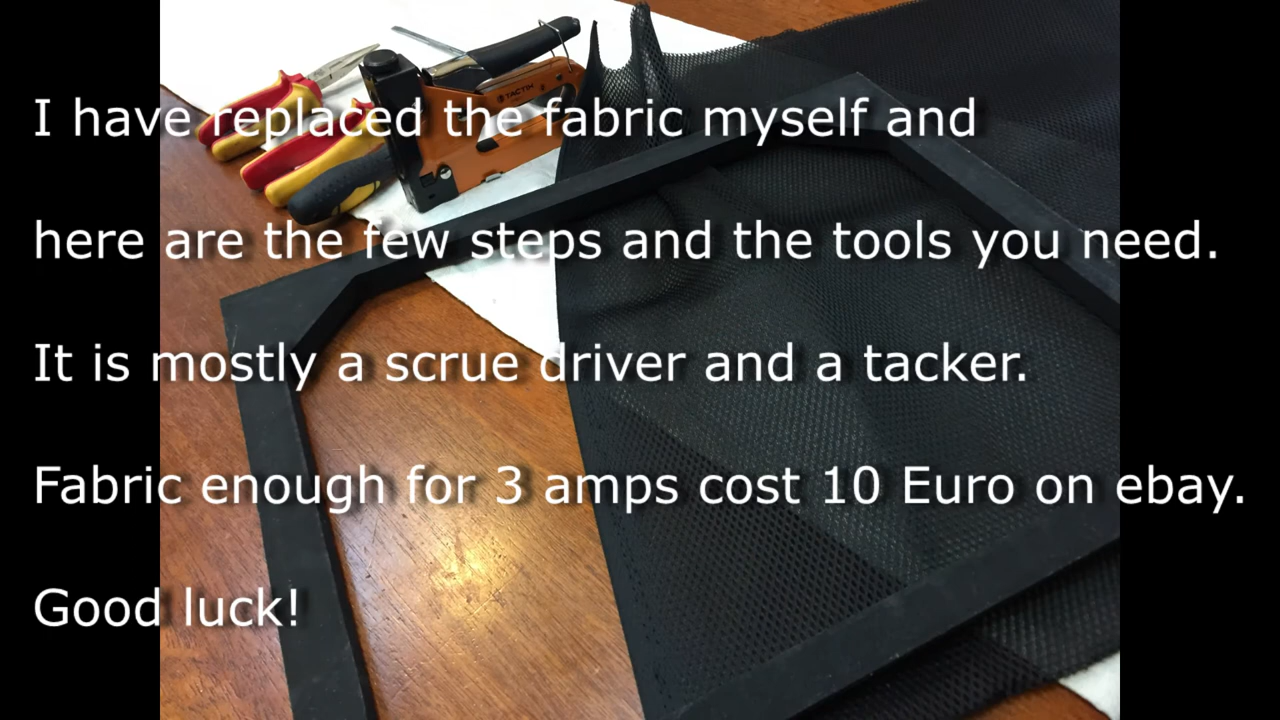 TACTIX
I have replaced the fabric myself and
here are the few steps and the tools you need.
It is mostly a scrue driver and a tacker.
Fabric enough for 3 amps cost 10 Euro on ebay.
Good luck!